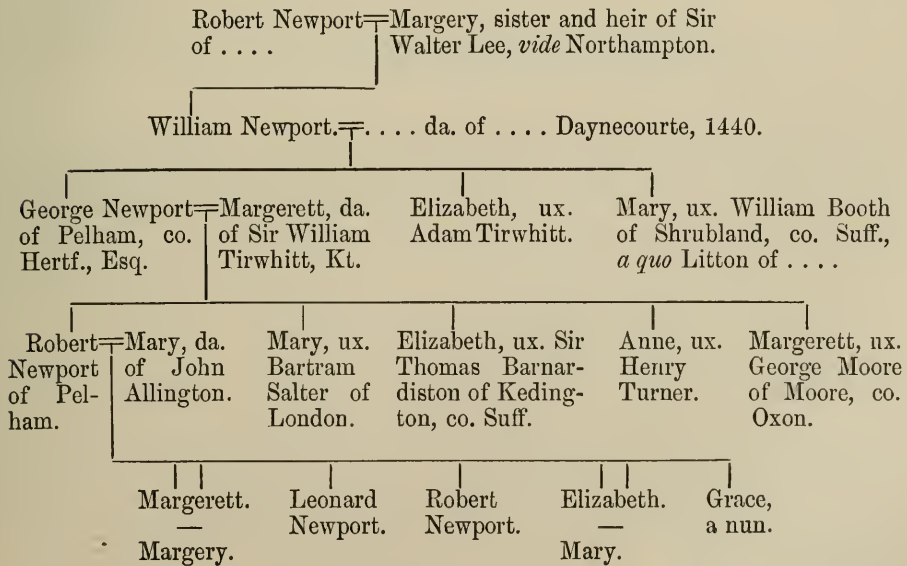 Robert Newport=Margery, sister and heir of Sir
of . . . . Walter Lee, vide Northampton.
William Newport.=. . . . da. of . . . . Daynecourte, 1440.
George Newport=Margerett, da.
of Pelham, co. of Sir William
Hertf., Esq. Tirwhitt, Kt.
Elizabeth, ux.
Adam Tirwhitt.
Mary, ux. William Booth
of Shrubland, co. Suff.,
a quo Litton of . . . .
Robert=Mary, da.
Newport of John
of Pel- Allington.
ham.
Mary, ux.
Bartram
Salter of
London.
Elizabeth, ux. Sir
Thomas Barnar-
diston of Keding-
ton, co. Suff.
Anne, ux.
Henry
Turner.
Margerett, ux.
George Moore
of Moore, co.
Oxon.
Margerett.
—
Margery.
Leonard
Newport.
Robert
Newport.
Elizabeth.
—
Mary.
Grace,
a nun.